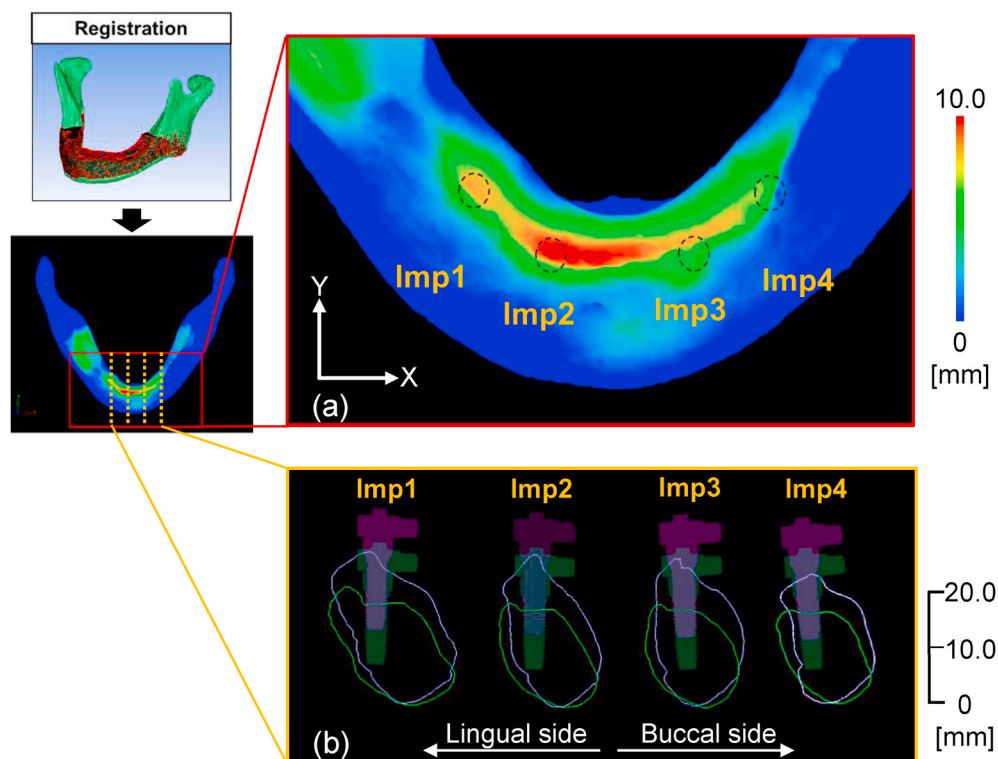 Registration
10.0
0
[mm]
Imp1
Imp2
Imp3
Imp4
Y
X
(a)
Imp1
Imp2
Imp3
Imp4
20.0
10.0
0
[mm]
(b)
Lingual side
Buccal side